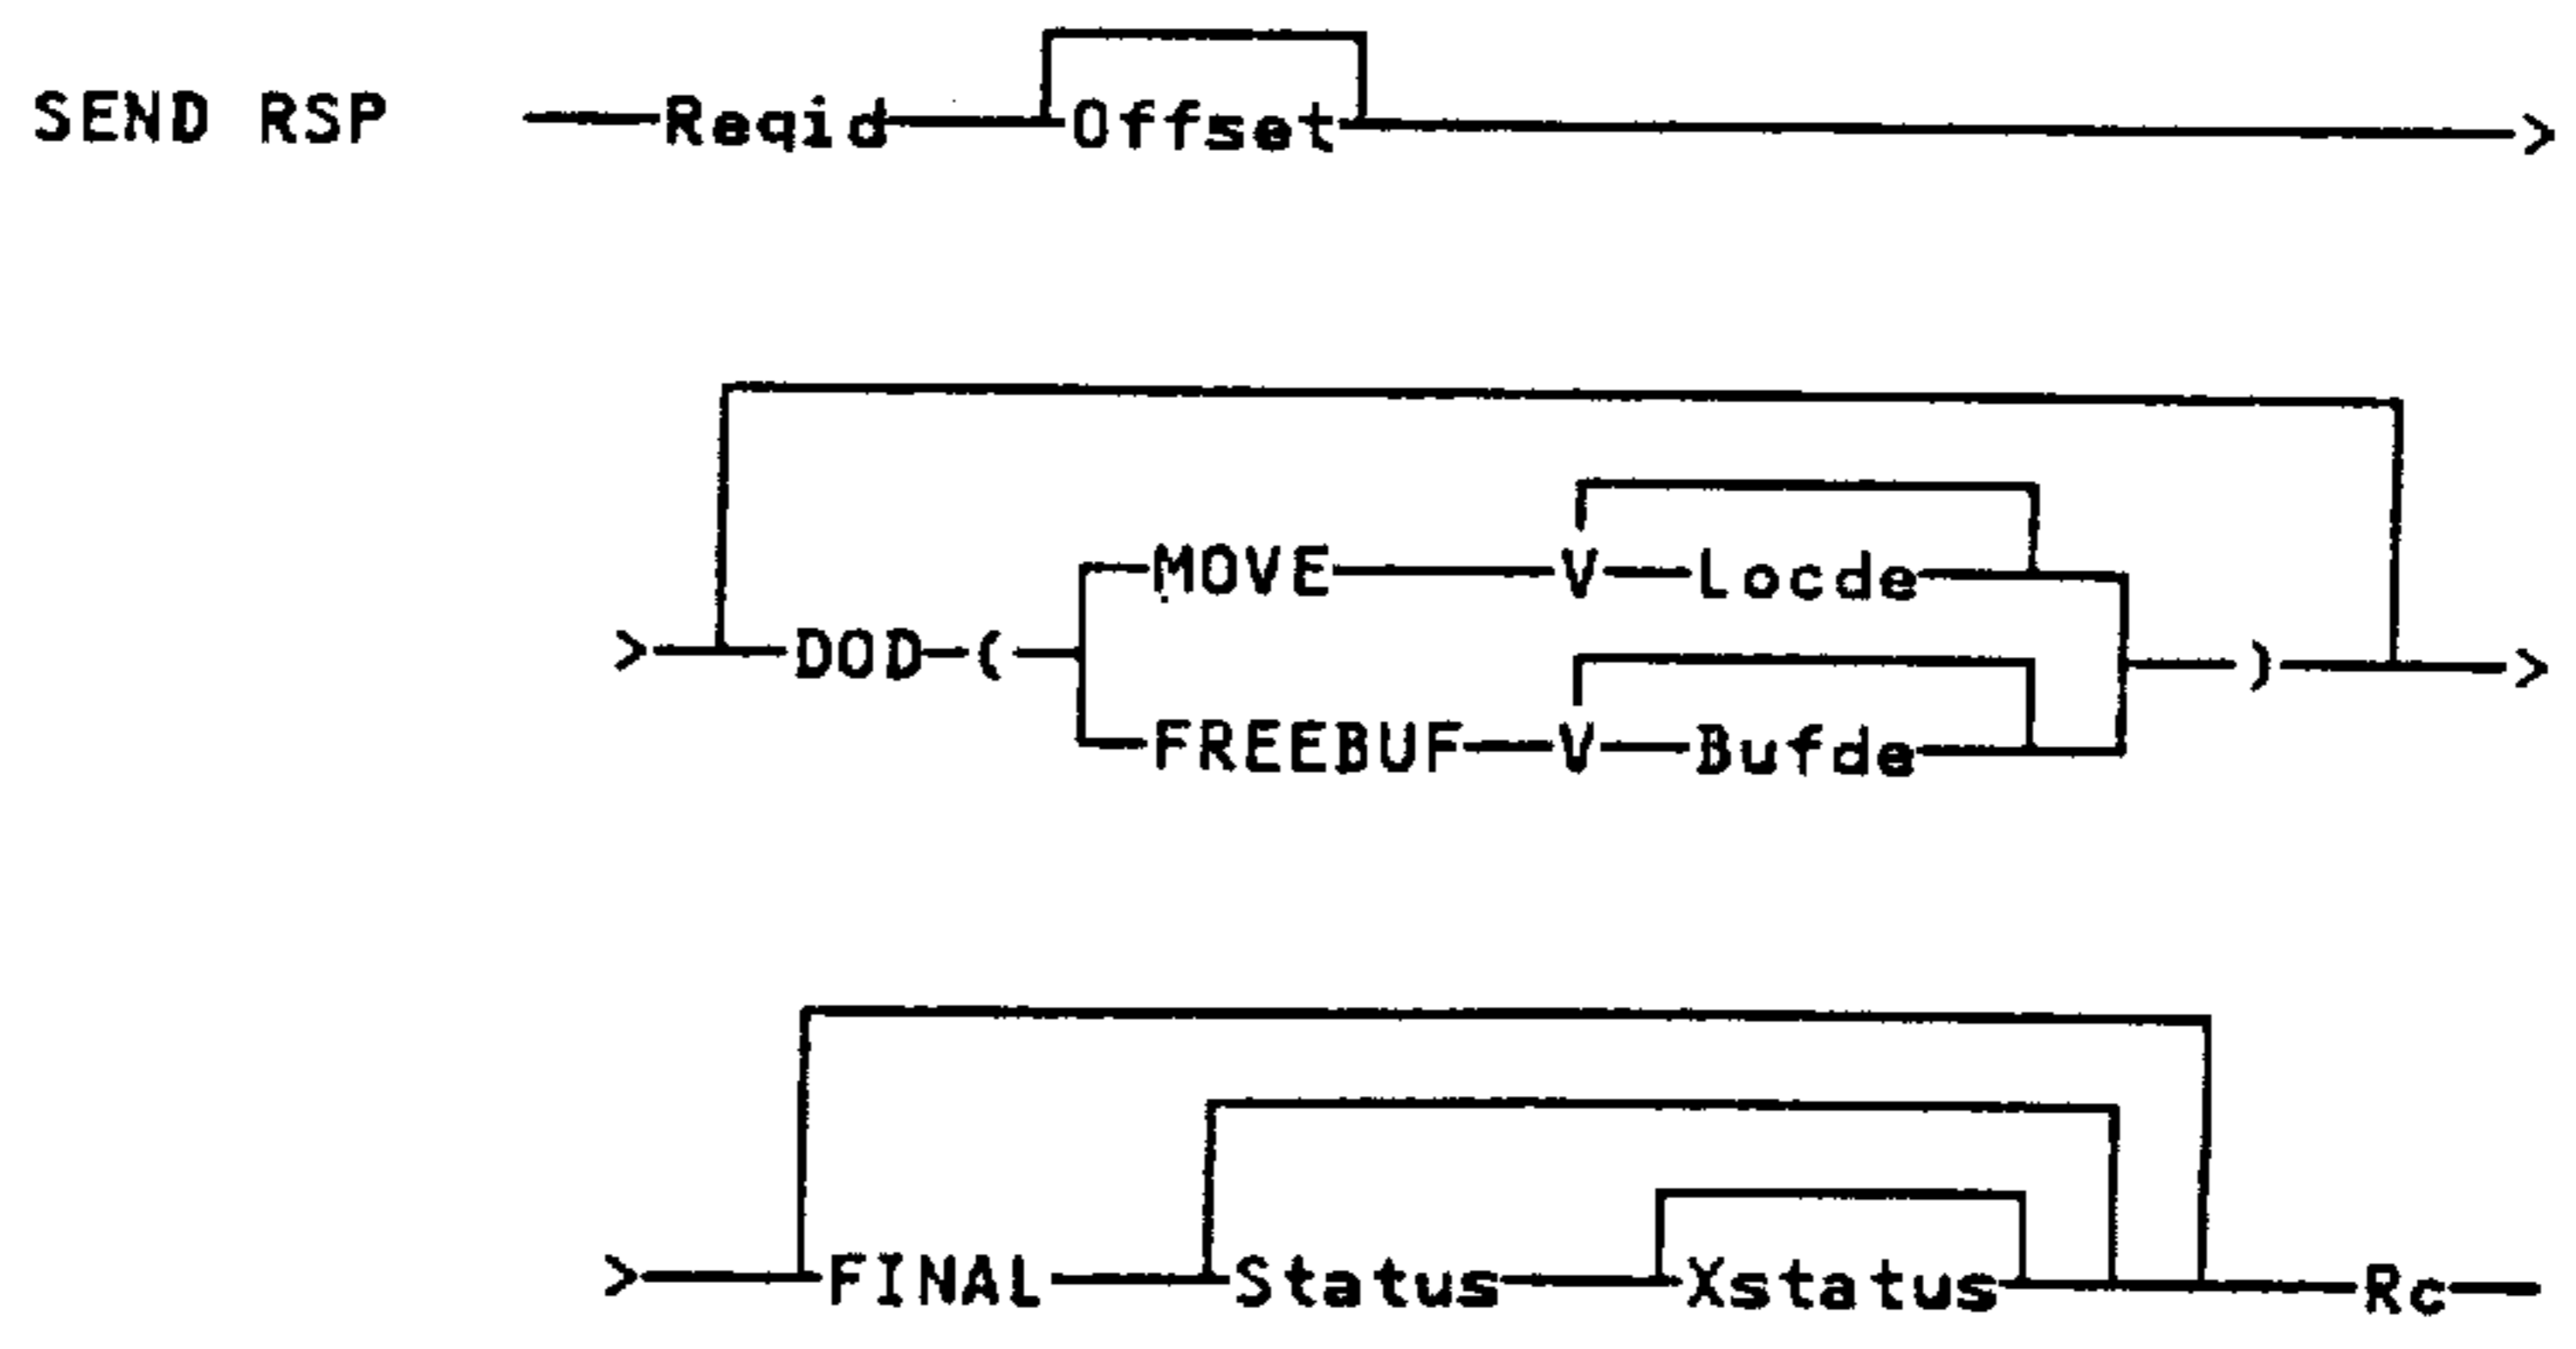 SEND RSP Reqid Offset >
MOVE V Locde
> DOD ( ) >
FREEBUF V Bufde
> FINAL Status Xstatus Rc